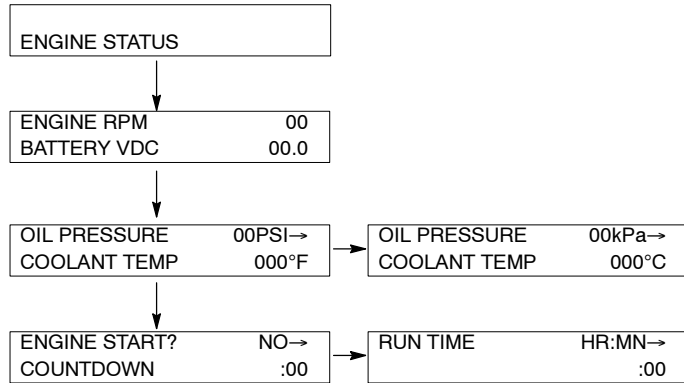 ENGINE STATUS
ENGINE RPM 00
BATTERY VDC 00.0
OIL PRESSURE 00PSI→
COOLANT TEMP 000°F
OIL PRESSURE 00kPa→
COOLANT TEMP 000°C
ENGINE START? NO→
COUNTDOWN :00
RUN TIME HR:MN→
:00